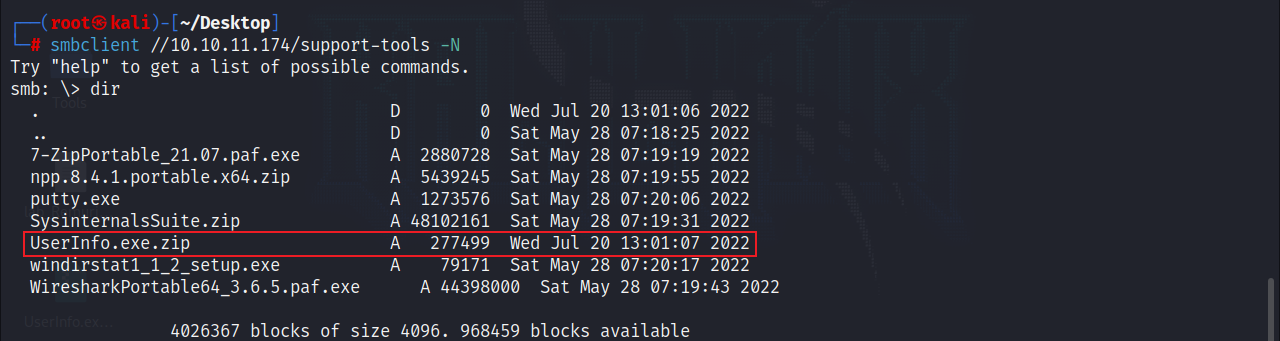 ┌──(root㉿kali)-[~/Desktop]
└─# smbclient //10.10.11.174/support-tools -N
Try "help" to get a list of possible commands.
smb: \> dir
.                                   D        0  Wed Jul 20 13:01:06 2022
..                                  D        0  Sat May 28 07:18:25 2022
7-ZipPortable_21.07.paf.exe         A  2880728  Sat May 28 07:19:19 2022
npp.8.4.1.portable.x64.zip          A  5439245  Sat May 28 07:19:55 2022
putty.exe                           A  1273576  Sat May 28 07:20:06 2022
SysinternalsSuite.zip               A 48102161  Sat May 28 07:19:31 2022
UserInfo.exe.zip                    A   277499  Wed Jul 20 13:01:07 2022
windirstat1_1_2_setup.exe           A    79171  Sat May 28 07:20:17 2022
WiresharkPortable64_3.6.5.paf.exe      A 44398000  Sat May 28 07:19:43 2022
4026367 blocks of size 4096. 968459 blocks available
Tools
UserInfo.ex...